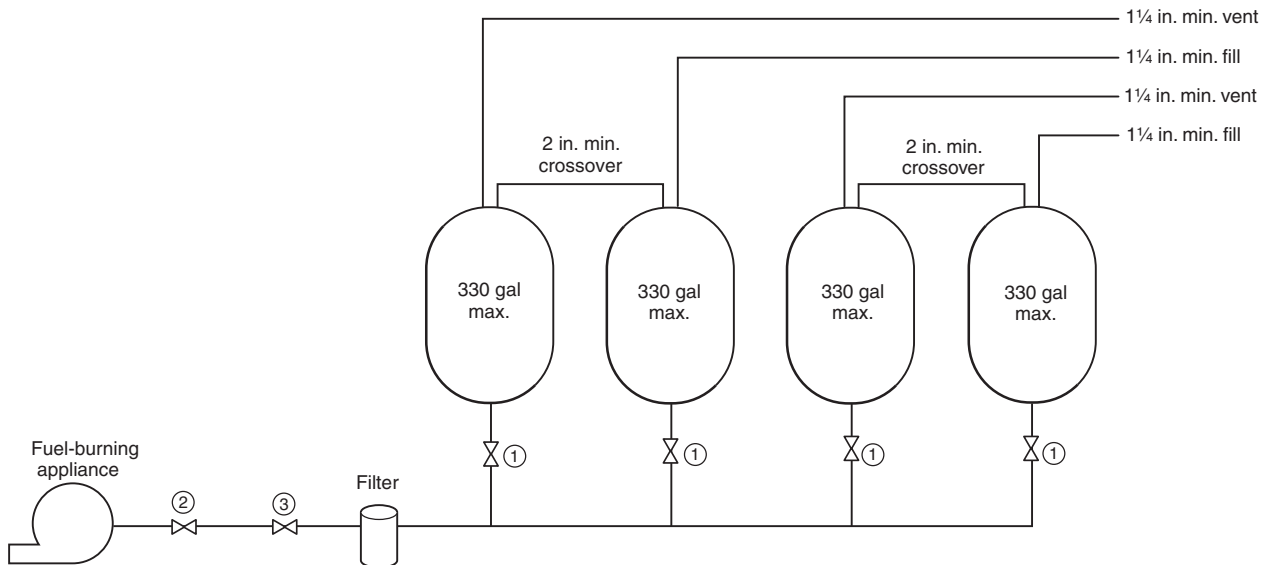 1¼ in. min. vent
1¼ in. min. fill
1¼ in. min. vent
1¼ in. min. fill
2 in. min.
crossover
2 in. min.
crossover
330 gal
max.
330 gal
max.
330 gal
max.
330 gal
max.
1
1
1
1
Fuel-burning
appliance
2
3
Filter